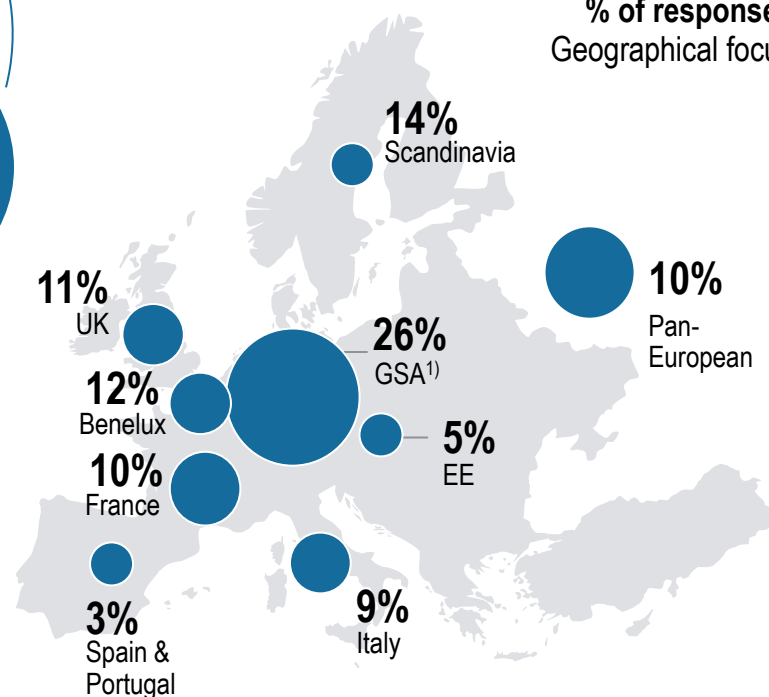 % of response
Geographical focu
14%
Scandinavia
11%
UK
10%
Pan-
European
26%
GSA1)
12%
Benelux
5%
EE
10%
France
3%
Spain &
Portugal
9%
Italy